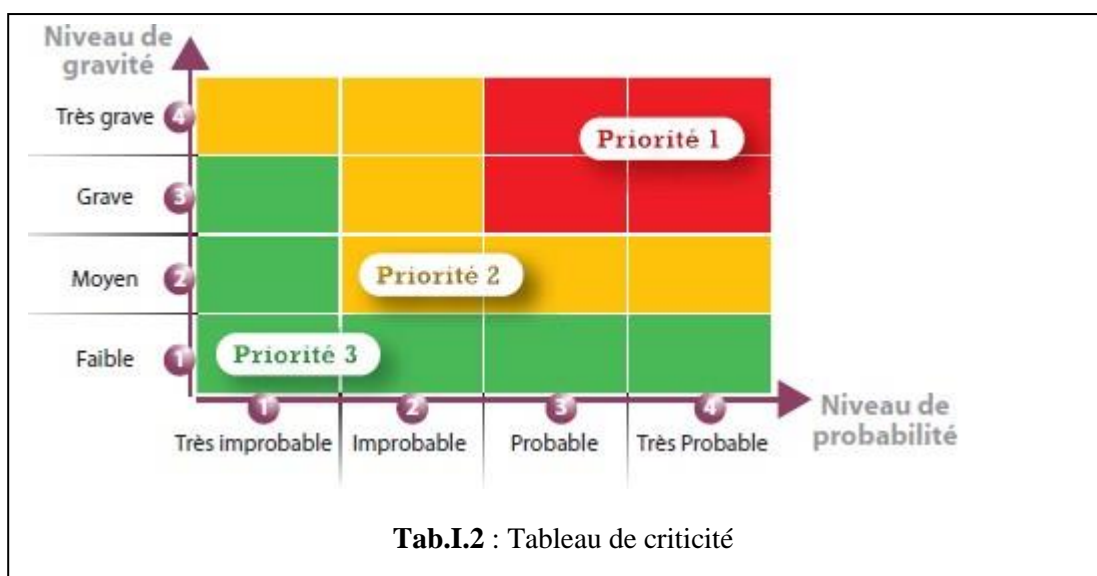 Niveau de
gravité
Très grave 4
Priorité 1
Grave 3
Moyen 2
Priorité 2
Faible 1
Priorité 3
1 2 3 4
Très improbable Improbable Probable Très Probable
Niveau de
probabilité
Tab.I.2 : Tableau de criticité